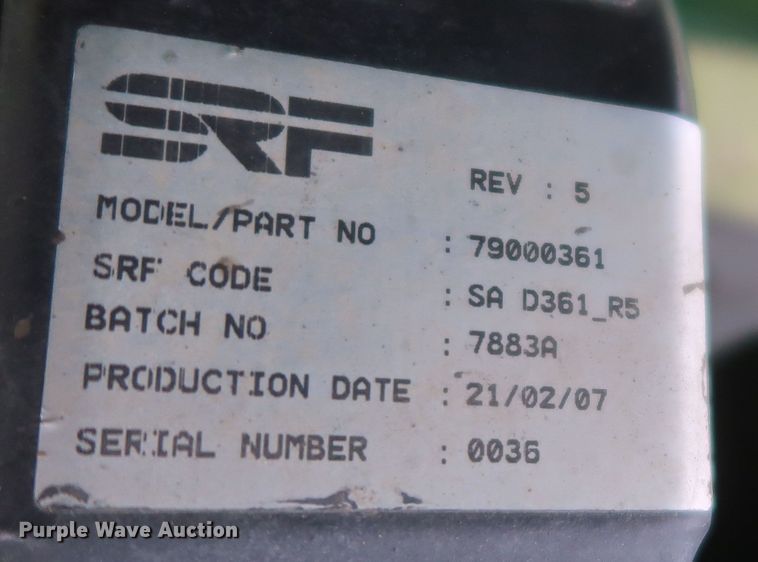 SRF
REV : 5
MODEL/PART NO : 79000361
SRF CODE : SA D361_R5
BATCH NO : 7883A
PRODUCTION DATE : 21/02/07
SERIAL NUMBER : 0036
Purple Wave Auction